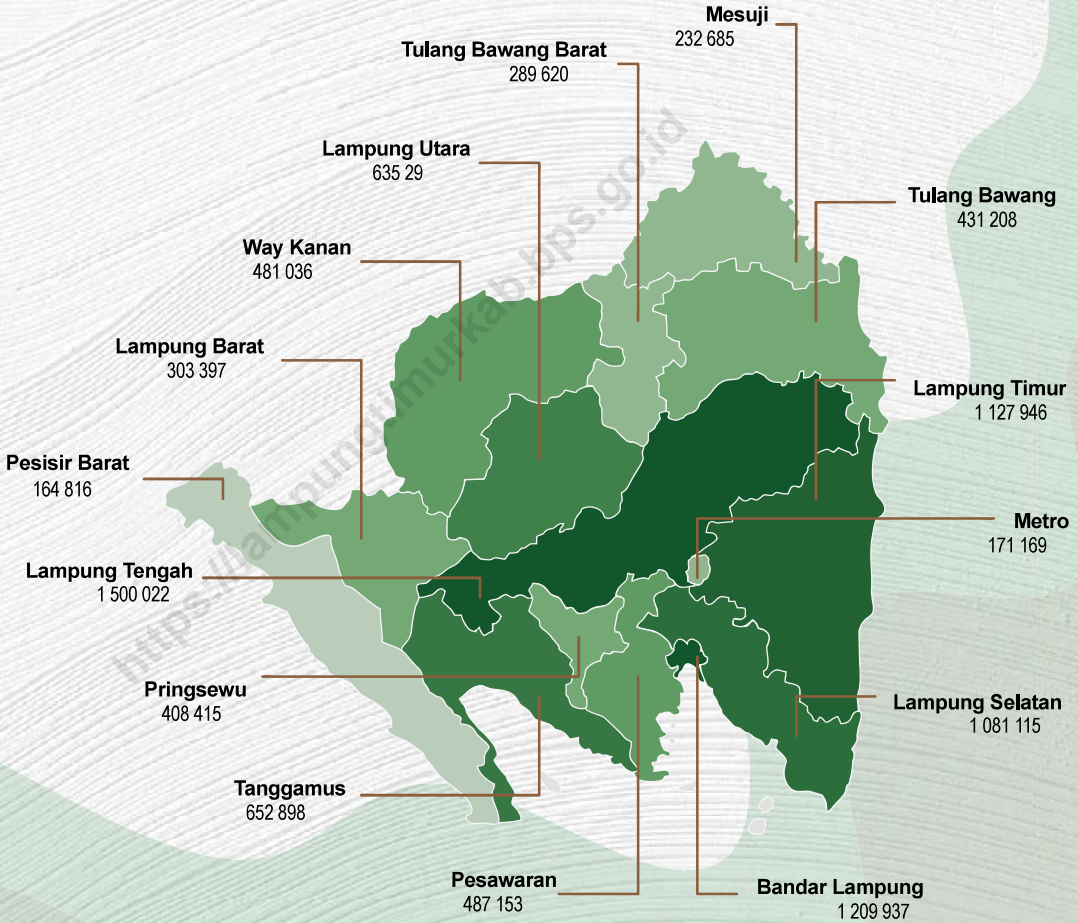 Mesuji
232 685
Tulang Bawang Barat
289 620
Lampung Utara
635 29
Tulang Bawang
431 208
Way Kanan
481 036
Lampung Barat
303 397
Lampung Timur
1 127 946
Pesisir Barat
164 816
Metro
171 169
Lampung Tengah
1 500 022
Pringsewu
408 415
Lampung Selatan
1 081 115
Tanggamus
652 898
Pesawaran
487 153
Bandar Lampung
1 209 937
https://lampungtimurkab.bps.go.id